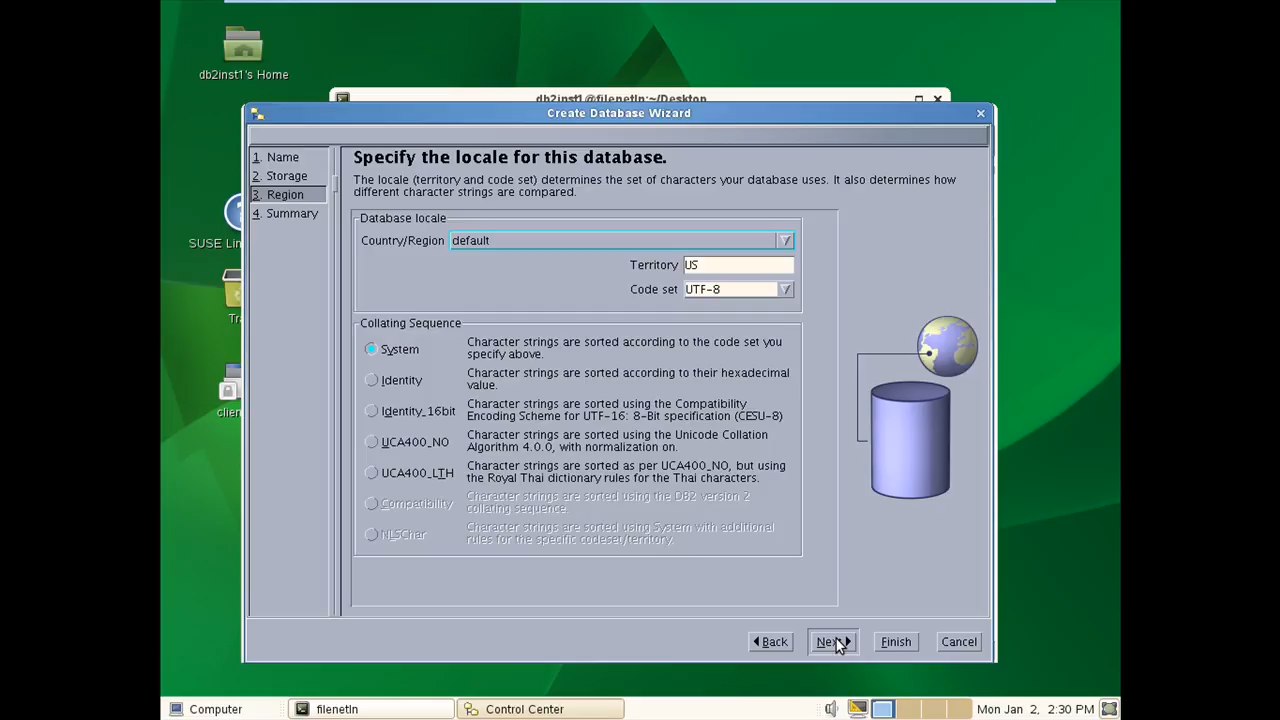 db2inst1's Home
db2inst1@filenetln:~/Desktop
Create Database Wizard
1. Name
2. Storage
3. Region
4. Summary
Specify the locale for this database.
The locale (territory and code set) determines the set of characters your database uses. It also determines how
different character strings are compared.
Database locale
Country/Region default
Territory US
Code set UTF-8
Collating Sequence
System Character strings are sorted according to the code set you
specify above.
Identity Character strings are sorted according to their hexadecimal
value.
Identity_16bit Character strings are sorted using the Compatibility
Encoding Scheme for UTF-16: 8-Bit specification (CESU-8)
UCA400_NO Character strings are sorted using the Unicode Collation
Algorithm 4.0.0, with normalization on.
UCA400_LTH Character strings are sorted as per UCA400_NO, but using
the Royal Thai dictionary rules for the Thai characters.
Compatibility Character strings are sorted using the DB2 version 2
collating sequence.
NLSChar Character strings are sorted using System with additional
rules for the specific codeset/territory.
SUSE Lin
Tra
clien
Back Next Finish Cancel
Computer filenetln Control Center Mon Jan 2, 2:30 PM